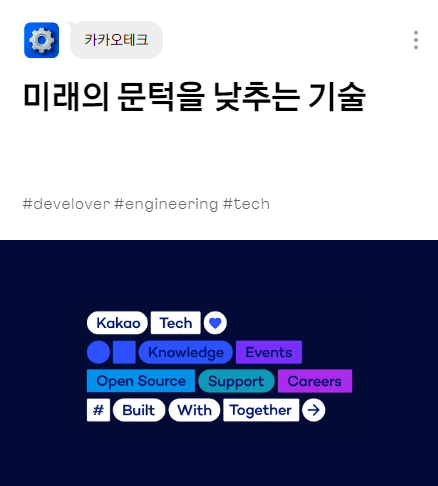 카카오테크
미래의 문턱을 낮추는 기술
#develover #engineering #tech
Kakao Tech
Knowledge Events
Open Source Support Careers
# Built With Together